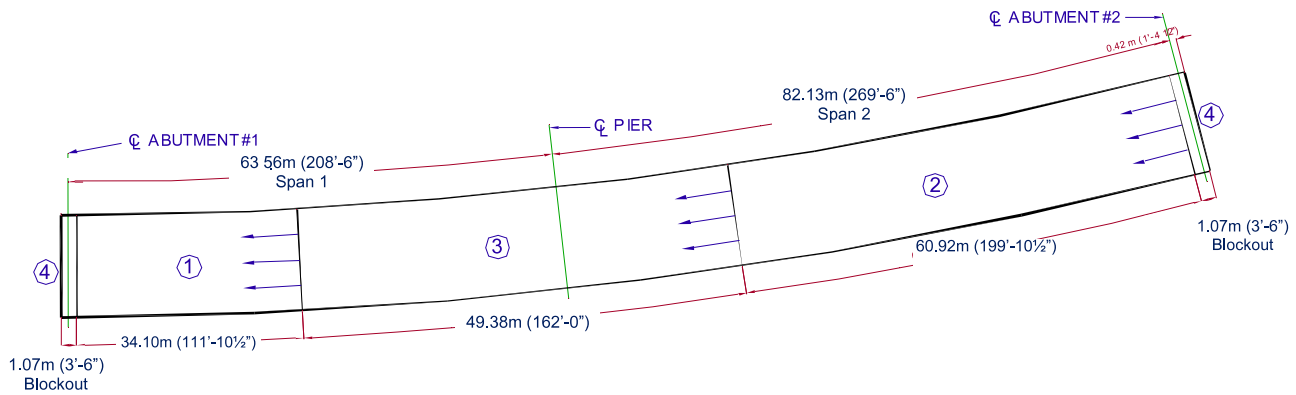 ℄ ABUTMENT #2
0.42 m (1'-4 12")
82.13m (269'-6”)
Span 2
℄ PIER
℄ ABUTMENT #1
63.56m (208'-6”)
Span 1
4
2
3
1
4
1.07m (3'-6”)
Blockout
60.92m (199'-10½”)
49.38m (162'-0”)
34.10m (111'-10½”)
1.07m (3'-6”)
Blockout